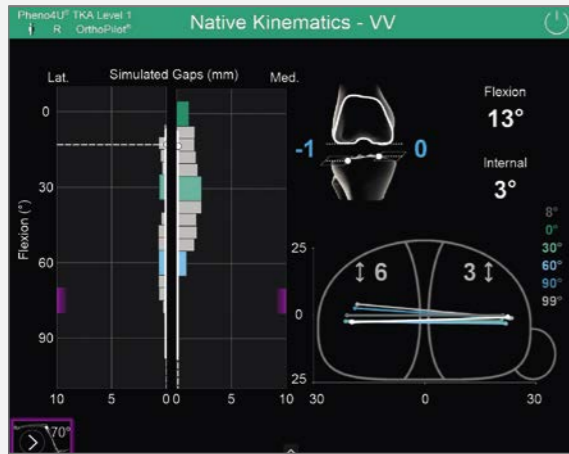 Pheno4U® TKA Level 1
R OrthoPilot®
Native Kinematics - VV
Lat. Simulated Gaps (mm) Med.
Flexion
13°
-1 0
Internal
3°
Flexion (°)
0
30
60
90
10 5 0 0 5 10
8°
0°
30°
60°
90°
99°
25
0
25
↕ 6 3 ↕
30 0 30
70°